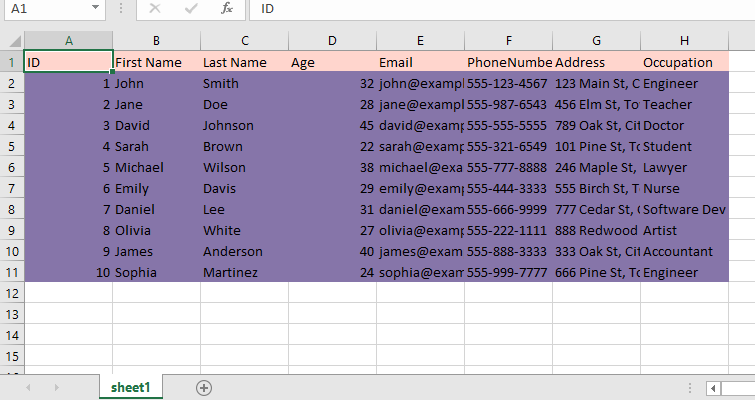 A1 fx ID
A B C D E F G H
1 ID First Name Last Name Age Email PhoneNumbe Address Occupation
2 1 John Smith 32 john@exampl 555-123-4567 123 Main St, C Engineer
3 2 Jane Doe 28 jane@exampl 555-987-6543 456 Elm St, To Teacher
4 3 David Johnson 45 david@examp 555-555-5555 789 Oak St, Cit Doctor
5 4 Sarah Brown 22 sarah@examp 555-321-6549 101 Pine St, To Student
6 5 Michael Wilson 38 michael@exa 555-777-8888 246 Maple St, Lawyer
7 6 Emily Davis 29 emily@examp 555-444-3333 555 Birch St, T Nurse
8 7 Daniel Lee 31 daniel@exam 555-666-9999 777 Cedar St, Software Dev
9 8 Olivia White 27 olivia@examp 555-222-1111 888 Redwood Artist
10 9 James Anderson 40 james@exam 555-888-3333 333 Oak St, Cit Accountant
11 10 Sophia Martinez 24 sophia@exam 555-999-7777 666 Pine St, To Engineer
12
13
14
15
sheet1